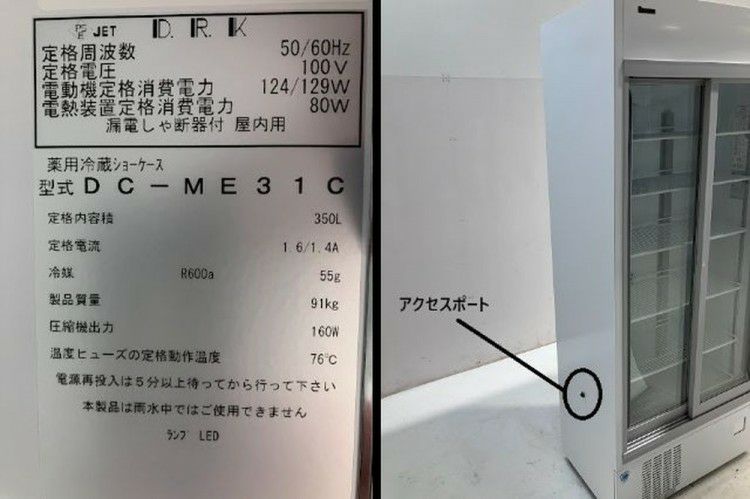 PS E JET D.R.K
定格周波数 50/60Hz
定格電圧 100V
電動機定格消費電力 124/129W
電熱装置定格消費電力 80W
漏電しゃ断器付 屋内用
薬用冷蔵ショーケース
型式 DC-ME31C
定格内容積 350L
定格電流 1.6/1.4A
冷媒 R600a 55g
製品質量 91kg
圧縮機出力 160W
温度ヒューズの定格動作温度 76℃
電源再投入は5分以上待ってから行って下さい
本製品は雨水中ではご使用できません
ランプ LED
アクセスポート